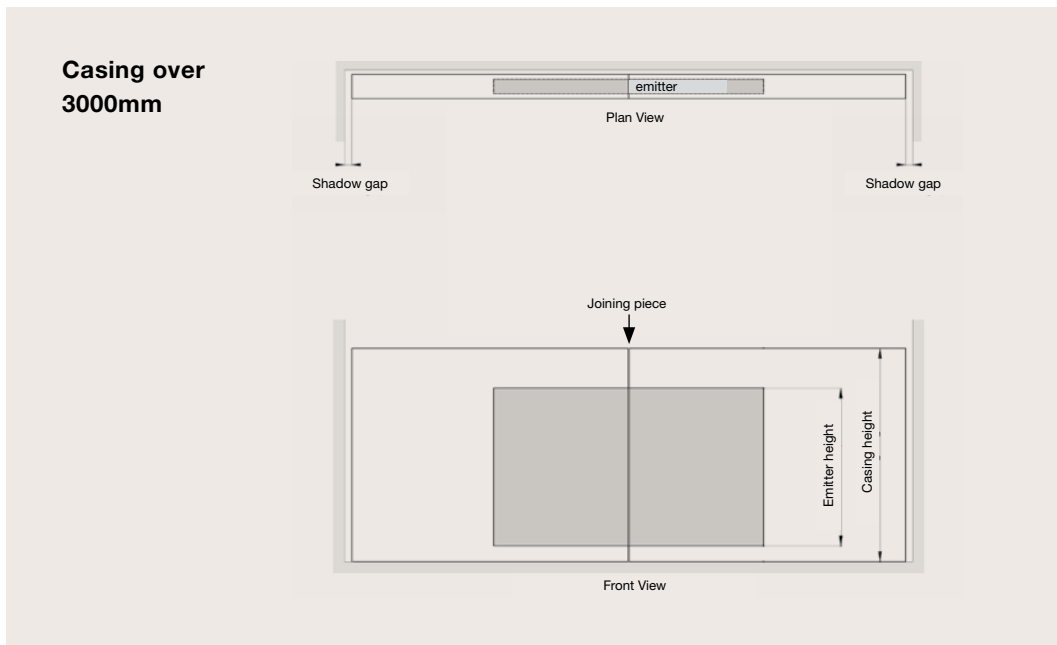 Casing over
3000mm
emitter
Plan View
Shadow gap
Shadow gap
Joining piece
Emitter height
Casing height
Front View